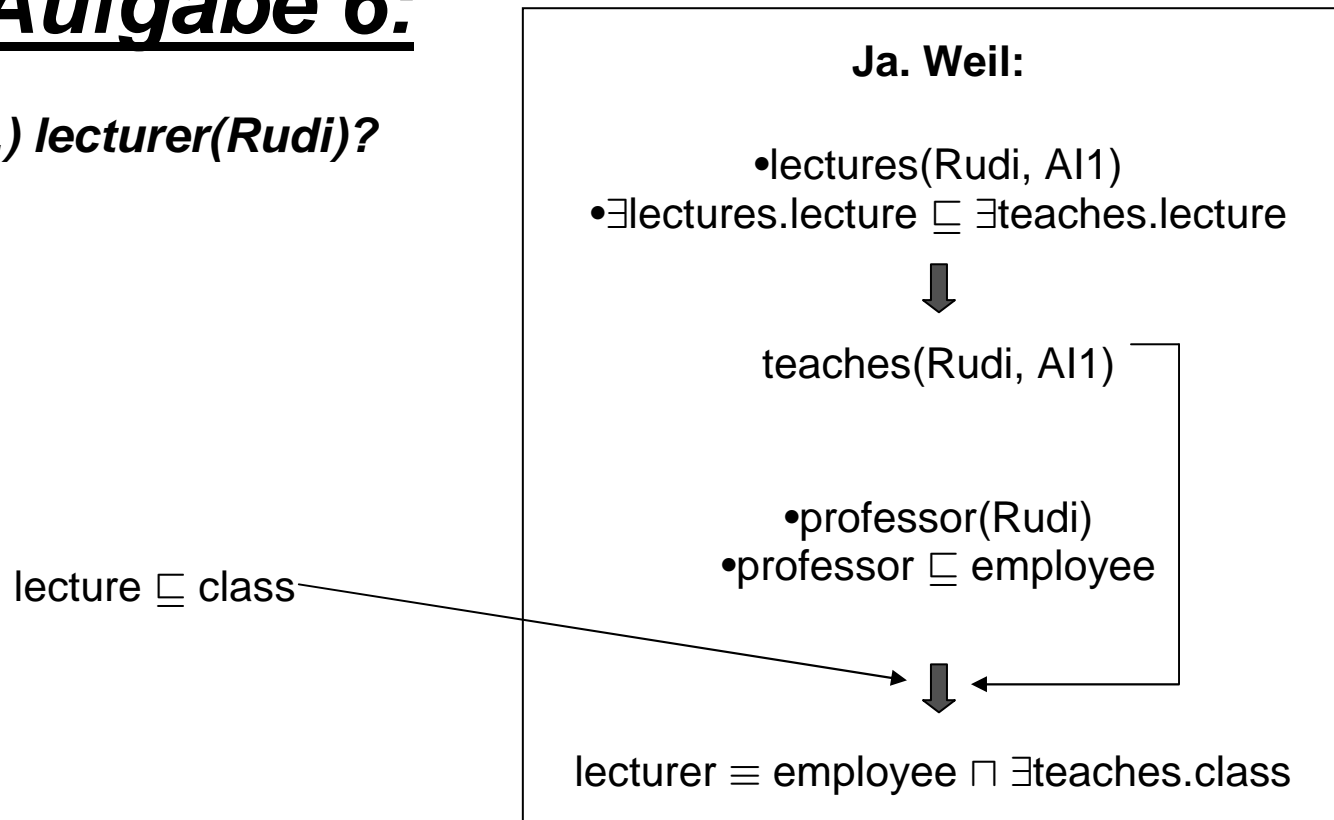 Aufgabe 6:
.) lecturer(Rudi)?
Ja. Weil:
•lectures(Rudi, AI1)
•∃lectures.lecture ⊑ ∃teaches.lecture
teaches(Rudi, AI1)
•professor(Rudi)
•professor ⊑ employee
lecture ⊑ class
lecturer ≡ employee ⊓ ∃teaches.class